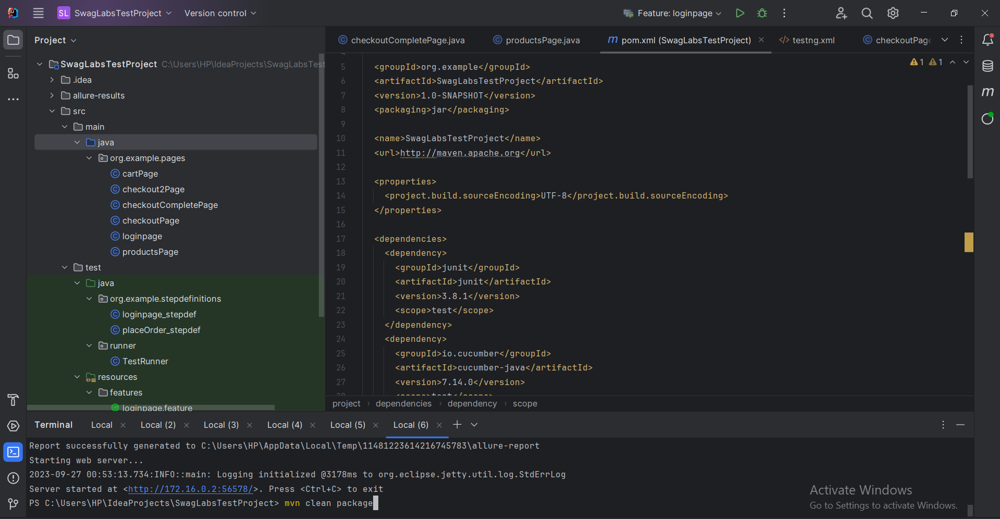 SL SwagLabsTestProject Version control Feature: loginpage
Project
SwagLabsTestProject C:\Users\HP\IdeaProjects\SwagLabsTest
.idea
allure-results
src
main
java
org.example.pages
cartPage
checkout2Page
checkoutCompletePage
checkoutPage
loginpage
productsPage
test
java
org.example.stepdefinitions
loginpage_stepdef
placeOrder_stepdef
runner
TestRunner
resources
features
loginpage.feature
checkoutCompletePage.java productsPage.java pom.xml (SwagLabsTestProject) testng.xml checkoutPage
1 1
5 <groupId>org.example</groupId>
6 <artifactId>SwagLabsTestProject</artifactId>
7 <version>1.0-SNAPSHOT</version>
8 <packaging>jar</packaging>
9
10 <name>SwagLabsTestProject</name>
11 <url>http://maven.apache.org</url>
12
13 <properties>
14 <project.build.sourceEncoding>UTF-8</project.build.sourceEncoding>
15 </properties>
16
17 <dependencies>
18 <dependency>
19 <groupId>junit</groupId>
20 <artifactId>junit</artifactId>
21 <version>3.8.1</version>
22 <scope>test</scope>
23 </dependency>
24 <dependency>
25 <groupId>io.cucumber</groupId>
26 <artifactId>cucumber-java</artifactId>
27 <version>7.14.0</version>
project › dependencies › dependency › scope
Terminal Local Local (2) Local (3) Local (4) Local (5) Local (6)
Report successfully generated to C:\Users\HP\AppData\Local\Temp\11481223614216745783\allure-report
Starting web server...
2023-09-27 00:53:13.734:INFO::main: Logging initialized @3178ms to org.eclipse.jetty.util.log.StdErrLog
Server started at <http://172.16.0.2:56578/>. Press <Ctrl+C> to exit
PS C:\Users\HP\IdeaProjects\SwagLabsTestProject> mvn clean package
Activate Windows
Go to Settings to activate Windows.